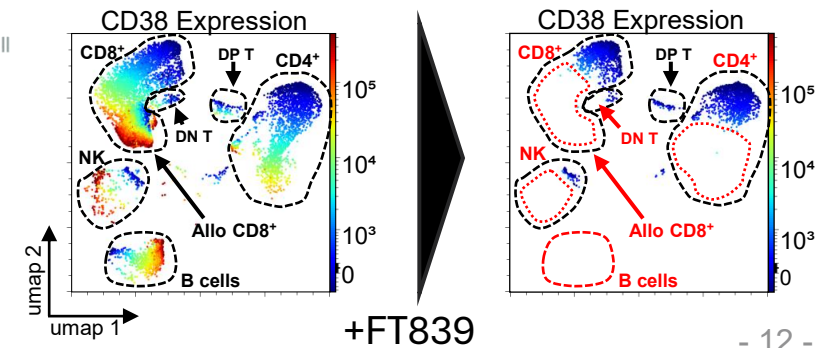 CD38 Expression
CD8⁺
DP T
CD4⁺
DN T
NK
Allo CD8⁺
B cells
10⁵
10⁴
10³
0
umap 2
umap 1
+FT839
CD38 Expression
CD8⁺
DP T
CD4⁺
DN T
NK
Allo CD8⁺
B cells
10⁵
10⁴
10³
0
- 12 -